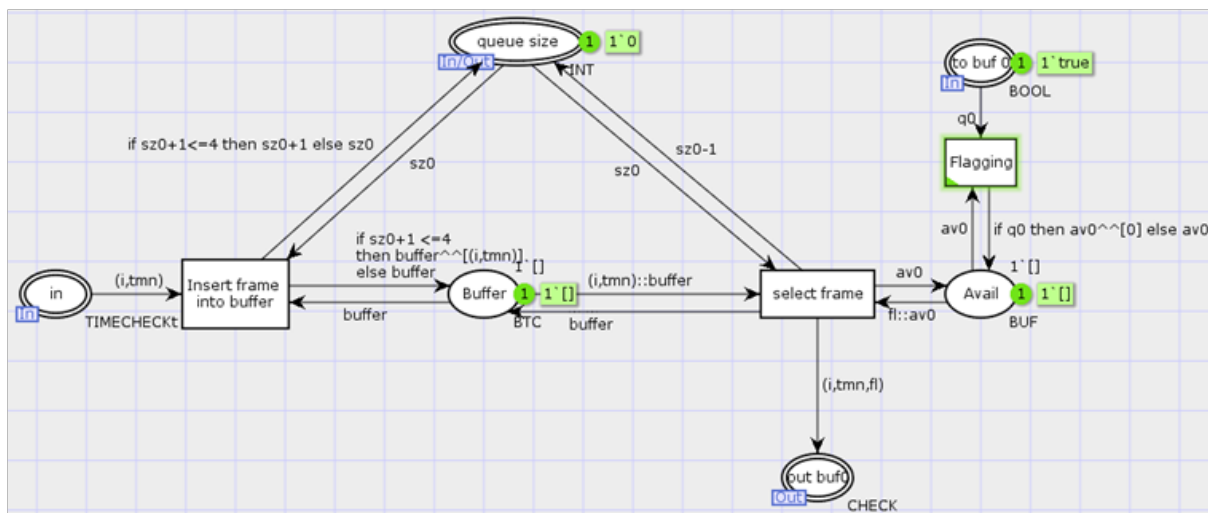 queue size
1
1`0
In/Out
INT
to buf 0
1
1`true
In
BOOL
q0
if sz0+1<=4 then sz0+1 else sz0
sz0
sz0-1
sz0
Flagging
av0
if q0 then av0^^[0] else av0
if sz0+1 <=4
then buffer^^[(i,tmn)]
else buffer
1`[]
1`[]
in
(i,tmn)
Insert frame
into buffer
Buffer
1
1`[]
(i,tmn)::buffer
select frame
av0
Avail
1
1`[]
In
TIMECHECKt
buffer
BTC
buffer
fl::av0
BUF
(i,tmn,fl)
out buf0
Out
CHECK